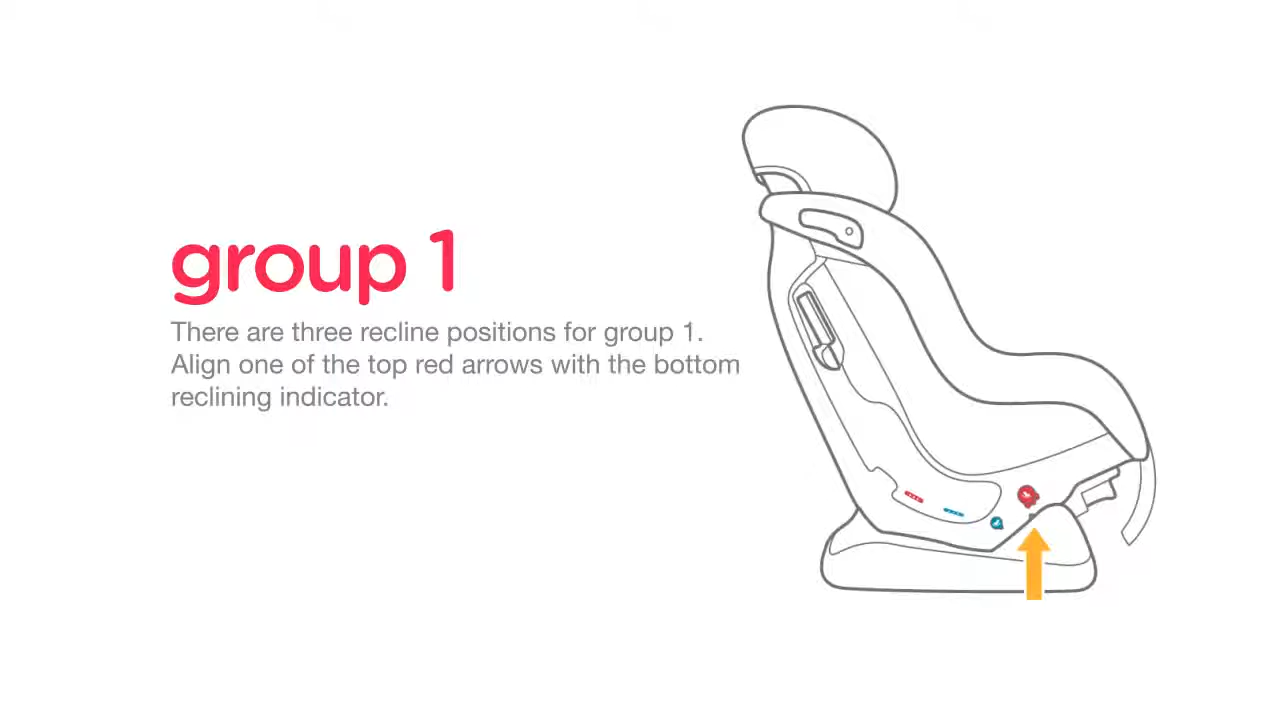 group 1
There are three recline positions for group 1.
Align one of the top red arrows with the bottom
reclining indicator.